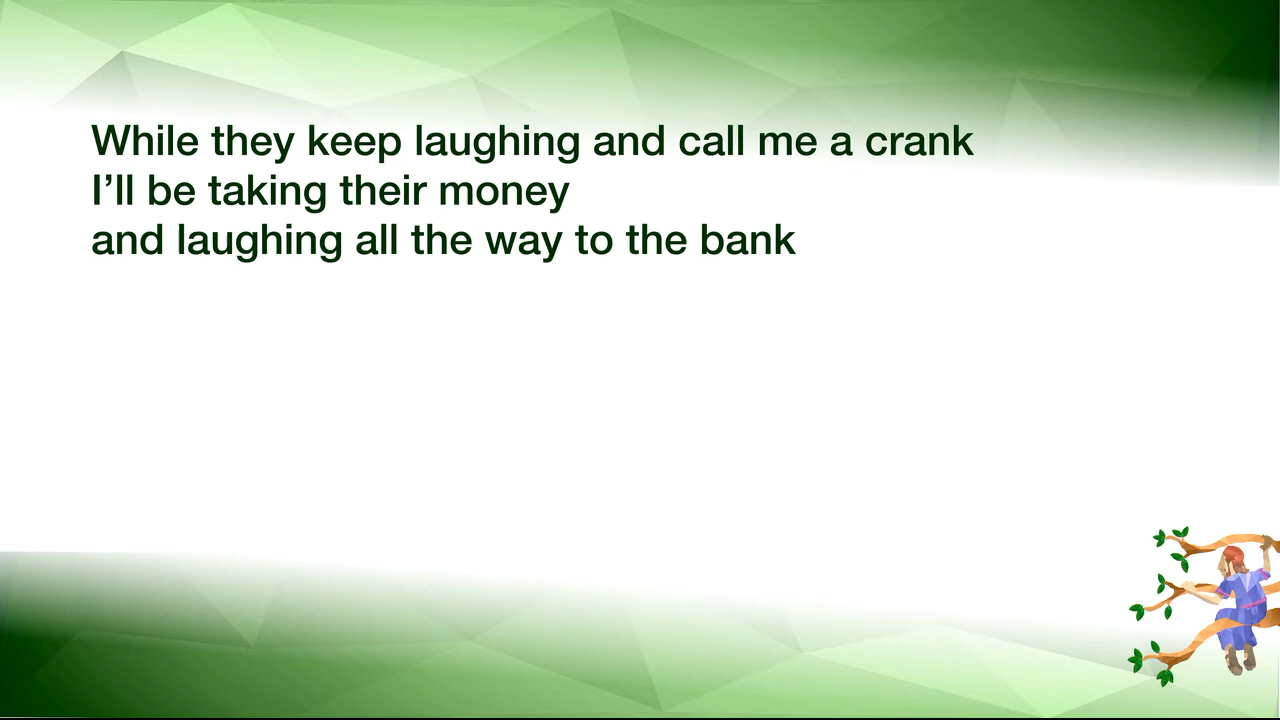 While they keep laughing and call me a crank
I’ll be taking their money
and laughing all the way to the bank